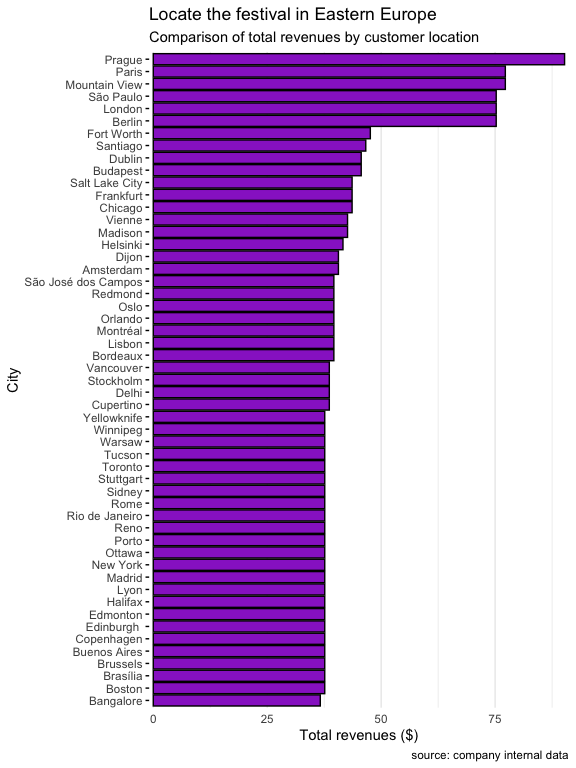 Locate the festival in Eastern Europe
Comparison of total revenues by customer location
Prague
Paris
Mountain View
São Paulo
London
Berlin
Fort Worth
Santiago
Dublin
Budapest
Salt Lake City
Frankfurt
Chicago
Vienne
Madison
Helsinki
Dijon
Amsterdam
São José dos Campos
Redmond
Oslo
Orlando
Montréal
Lisbon
Bordeaux
Vancouver
Stockholm
Delhi
Cupertino
Yellowknife
Winnipeg
Warsaw
Tucson
Toronto
Stuttgart
Sidney
Rome
Rio de Janeiro
Reno
Porto
Ottawa
New York
Madrid
Lyon
Halifax
Edmonton
Edinburgh
Copenhagen
Buenos Aires
Brussels
Brasília
Boston
Bangalore
City
0 25 50 75
Total revenues ($)
source: company internal data